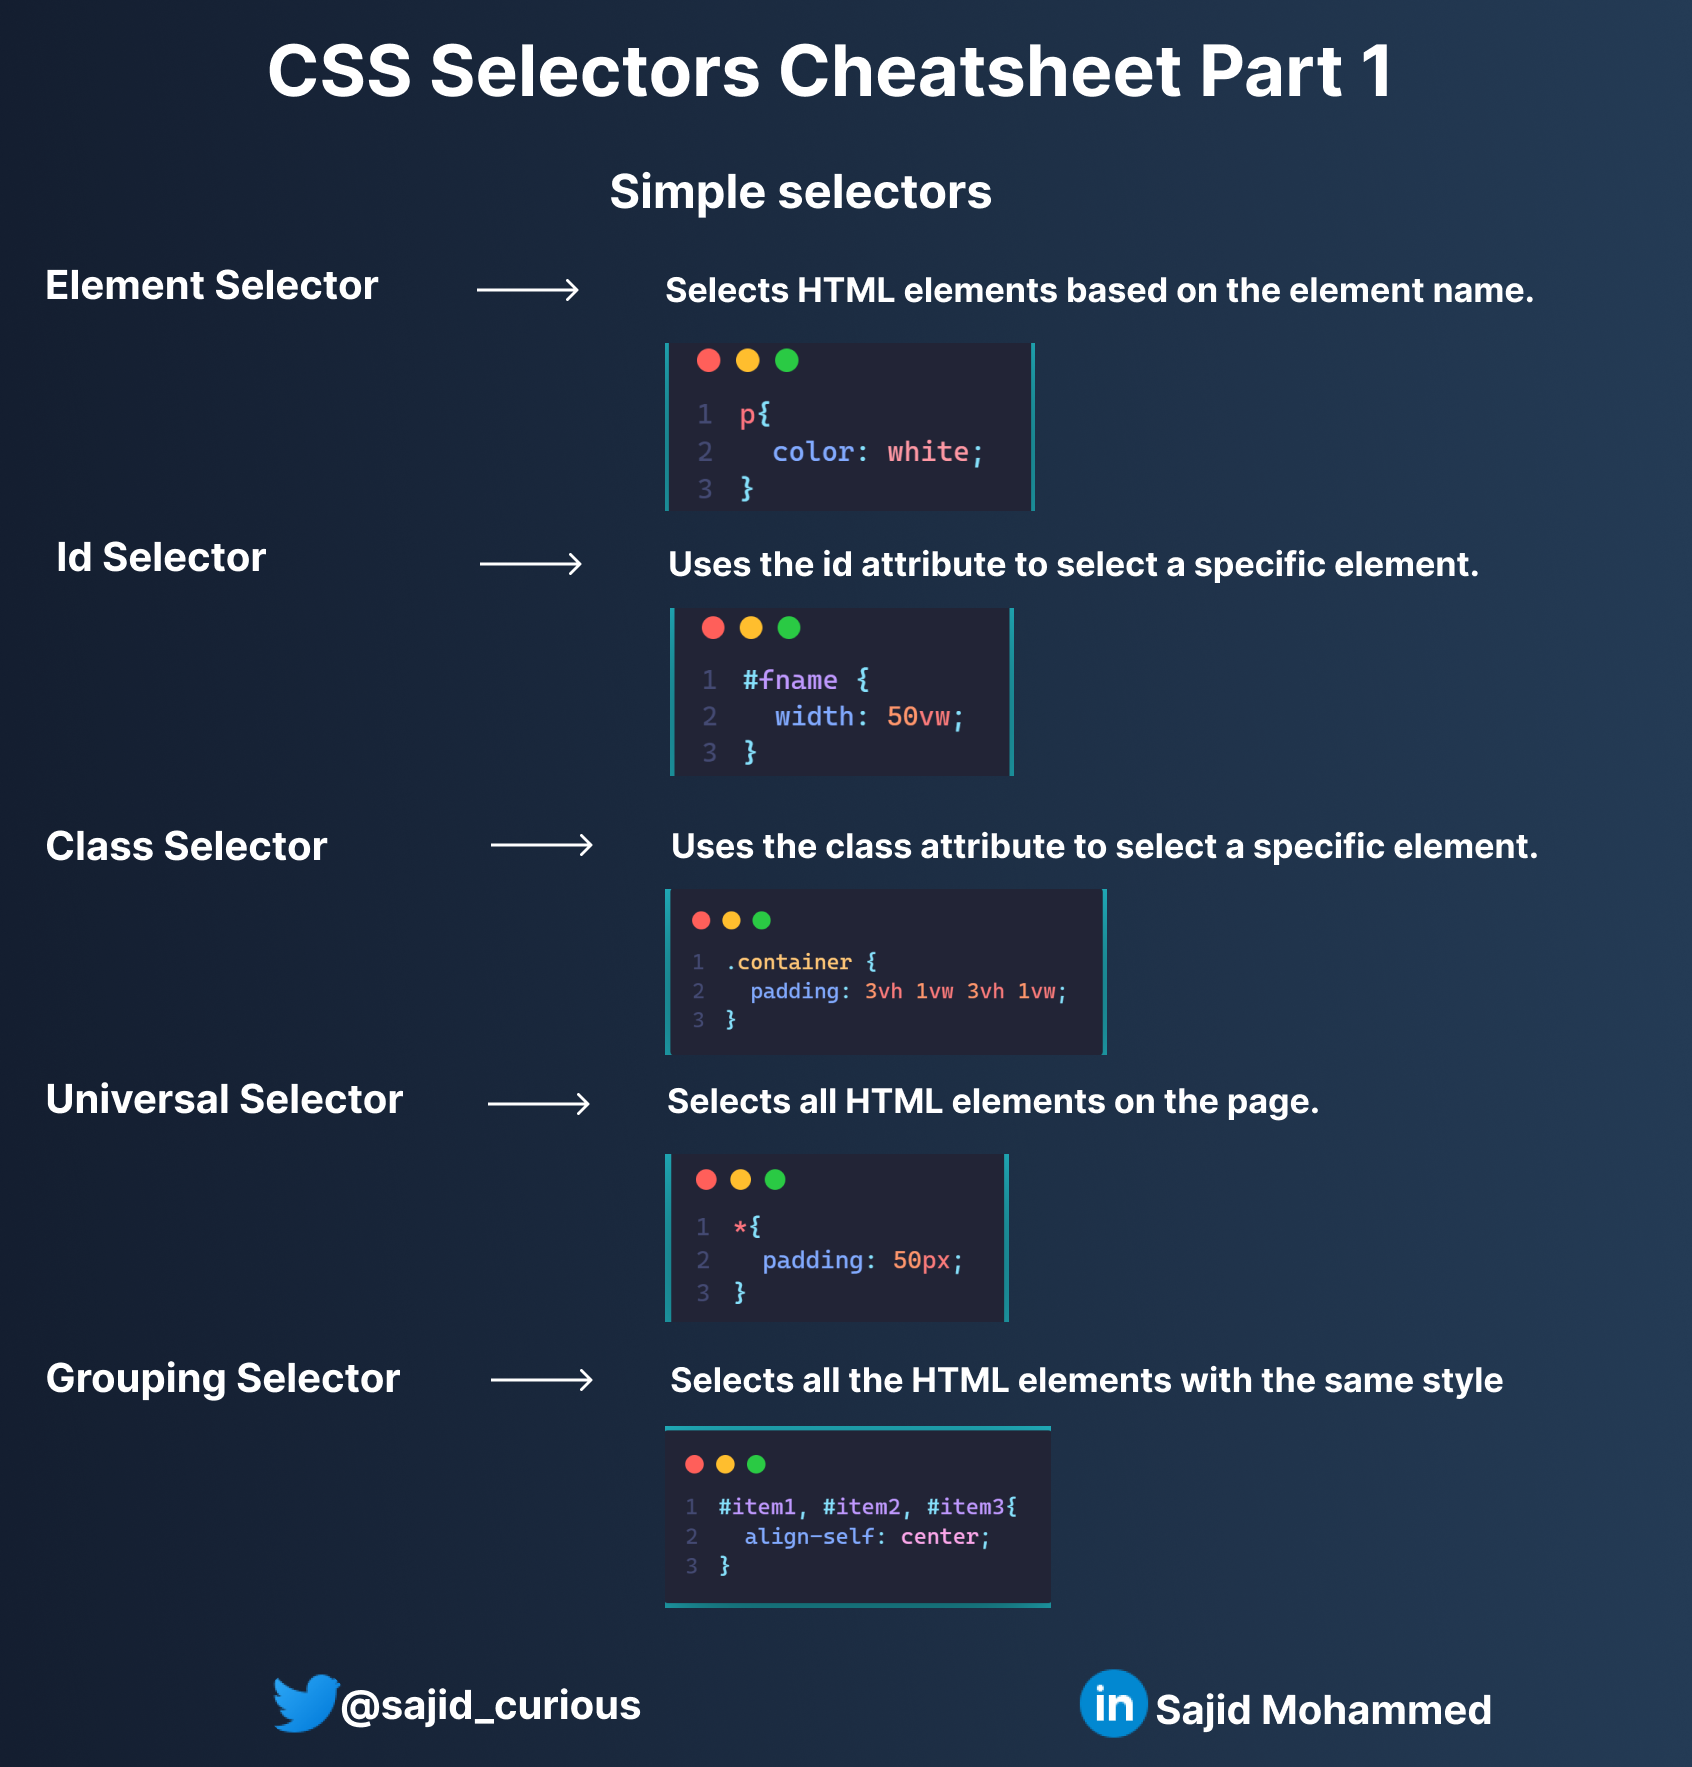 CSS Selectors Cheatsheet Part 1
Simple selectors
Element Selector
Selects HTML elements based on the element name.
1 p{
2 color: white;
3 }
Id Selector
Uses the id attribute to select a specific element.
1 #fname {
2 width: 50vw;
3 }
Class Selector
Uses the class attribute to select a specific element.
1 .container {
2 padding: 3vh 1vw 3vh 1vw;
3 }
Universal Selector
Selects all HTML elements on the page.
1 *{
2 padding: 50px;
3 }
Grouping Selector
Selects all the HTML elements with the same style
1 #item1, #item2, #item3{
2 align-self: center;
3 }
@sajid_curious
in Sajid Mohammed